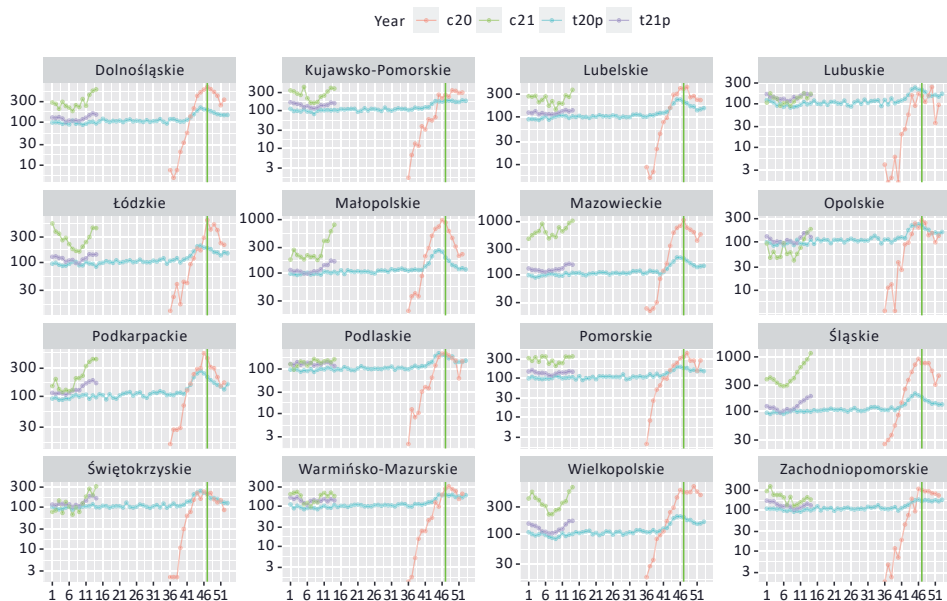 Year c20 c21 t20p t21p
Dolnośląskie Kujawsko-Pomorskie Lubelskie Lubuskie
300 100 30 10
300 100 30 10 3
300 100 30 10
300 100 30 10 3
Łódzkie Małopolskie Mazowieckie Opolskie
300 100 30
1000 300 100 30
1000 300 100 30
300 100 30 10
Podkarpackie Podlaskie Pomorskie Śląskie
300 100 30
100 30 10 3
300 100 30 10 3
1000 300 100 30
Świętokrzyskie Warmińsko-Mazurskie Wielkopolskie Zachodniopomorskie
300 100 30 10 3
100 30 10 3
300 100 30
300 100 30 10 3
1 6 11 16 21 26 31 36 41 46 51 1 6 11 16 21 26 31 36 41 46 51 1 6 11 16 21 26 31 36 41 46 51 1 6 11 16 21 26 31 36 41 46 51